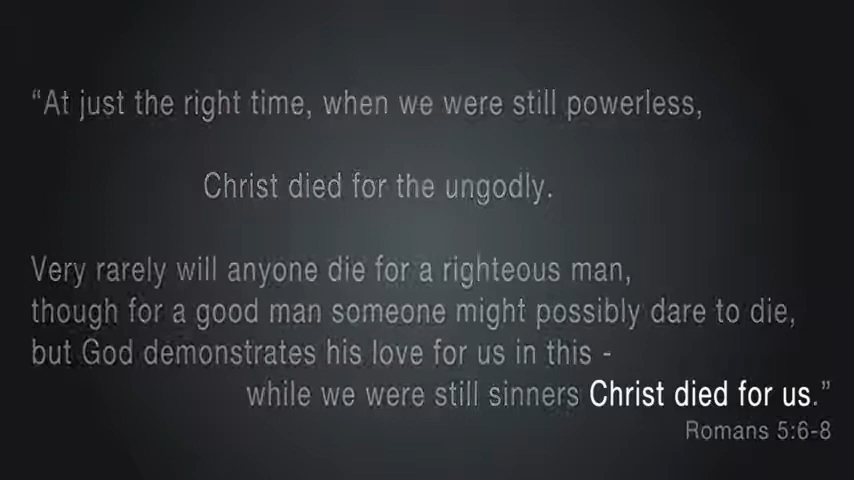 “At just the right time, when we were still powerless,
Christ died for the ungodly.
Very rarely will anyone die for a righteous man,
though for a good man someone might possibly dare to die,
but God demonstrates his love for us in this -
while we were still sinners Christ died for us.”
Romans 5:6-8